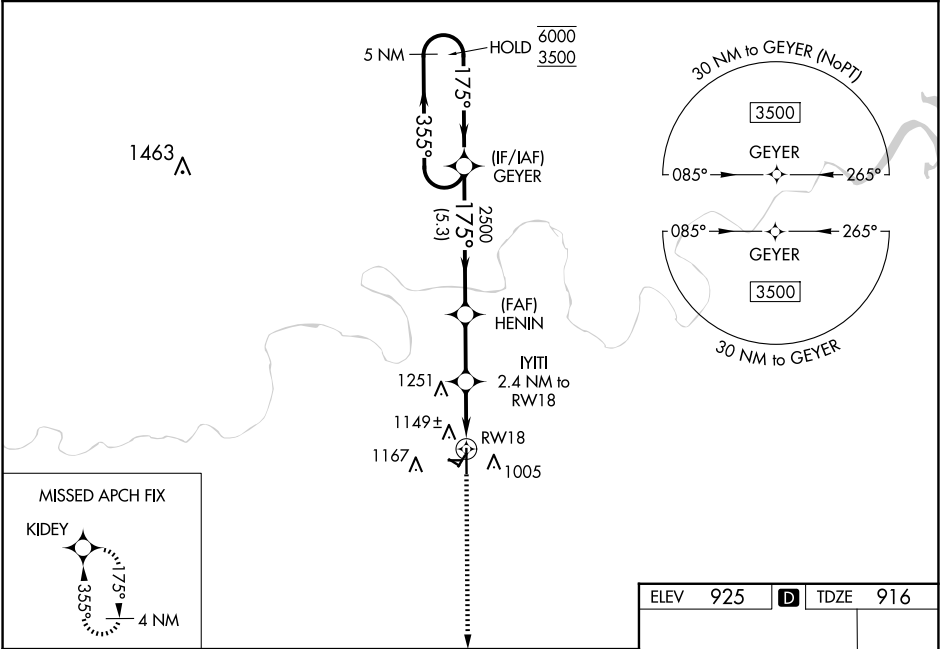 5 NM
HOLD
6000
3500
175°
355°
1463
(IF/IAF)
GEYER
2500
175°
(5.3)
(FAF)
HENIN
IYITI
2.4 NM to
RW18
1251
1149±
1167
RW18
1005
30 NM to GEYER (NoPT)
3500
GEYER
085°
265°
085°
265°
GEYER
3500
30 NM to GEYER
MISSED APCH FIX
KIDEY
175°
355°
4 NM
ELEV 925 D TDZE 916